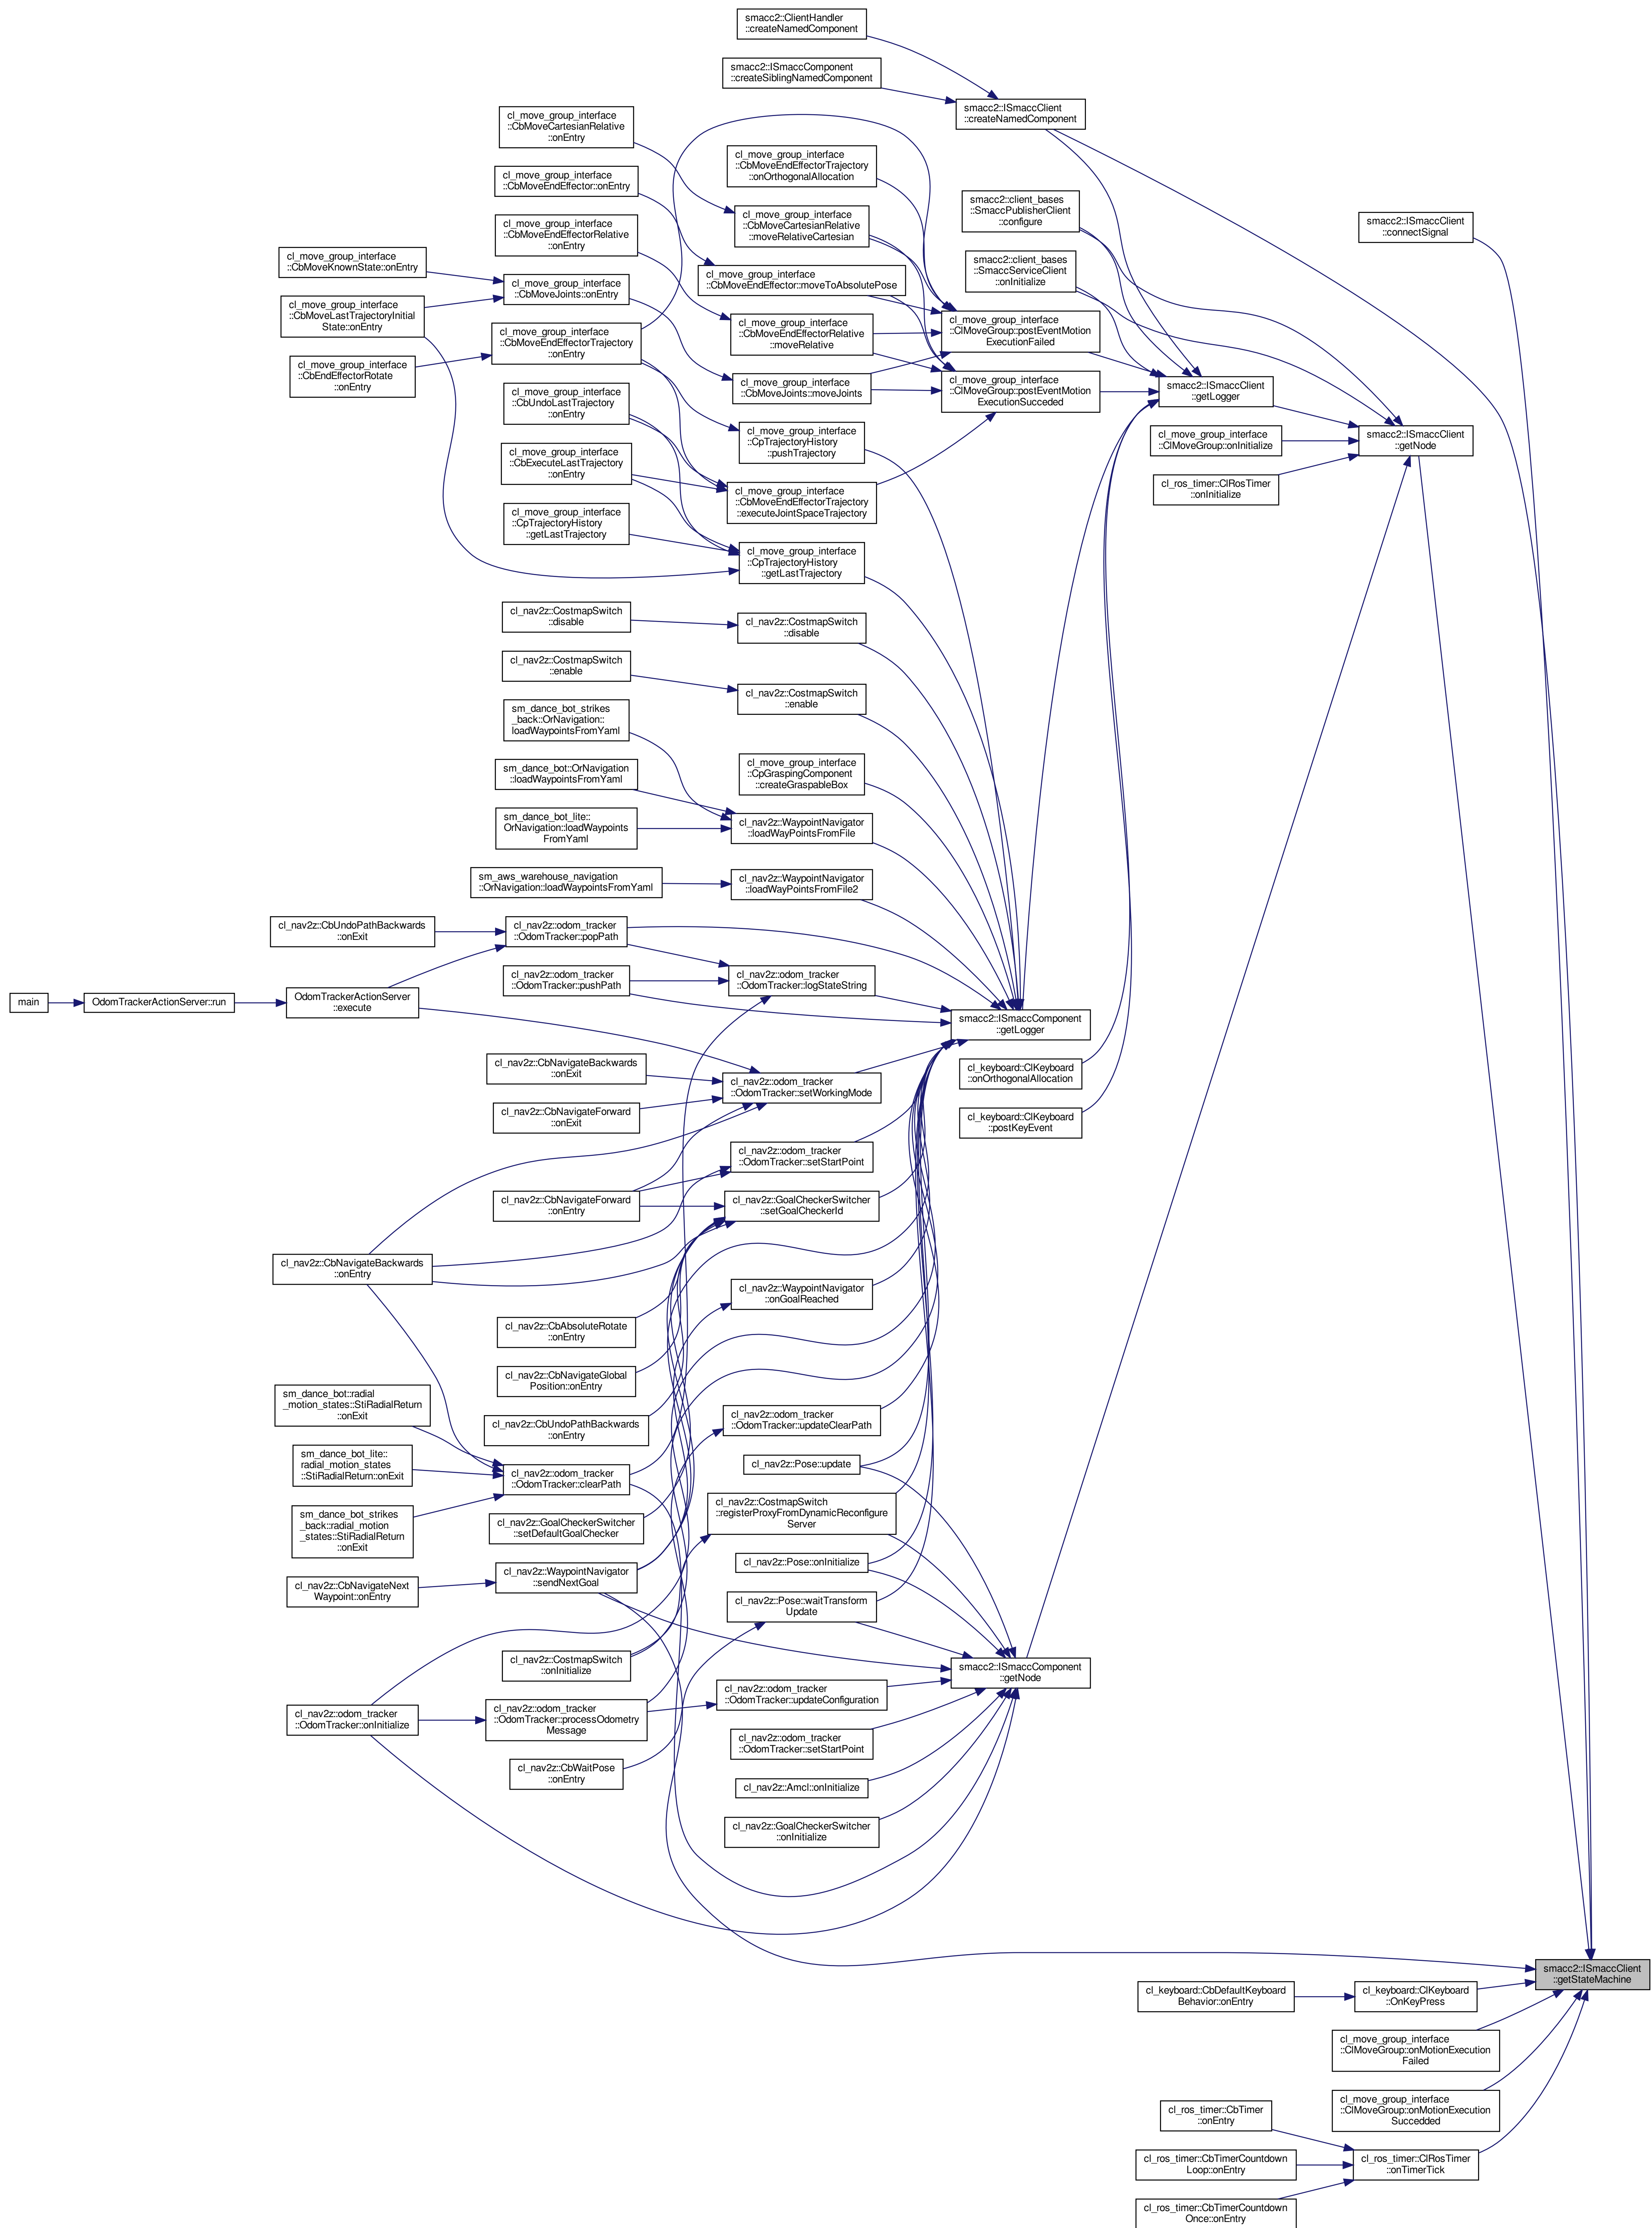 smacc2::ClientHandler
::createNamedComponent
smacc2::ISmaccComponent
::createSiblingNamedComponent
smacc2::ISmaccClient
::createNamedComponent
cl_move_group_interface
::CbMoveCartesianRelative
::onEntry
cl_move_group_interface
::CbMoveEndEffectorTrajectory
::onOrthogonalAllocation
cl_move_group_interface
::CbMoveEndEffector::onEntry
smacc2::client_bases
::SmaccPublisherClient
::configure
cl_move_group_interface
::CbMoveCartesianRelative
::moveRelativeCartesian
smacc2::ISmaccClient
::connectSignal
cl_move_group_interface
::CbMoveEndEffectorRelative
::onEntry
cl_move_group_interface
::CbMoveKnownState::onEntry
smacc2::client_bases
::SmaccServiceClient
::onInitialize
cl_move_group_interface
::CbMoveEndEffector::moveToAbsolutePose
cl_move_group_interface
::CbMoveJoints::onEntry
cl_move_group_interface
::CbMoveLastTrajectoryInitial
State::onEntry
cl_move_group_interface
::CbMoveEndEffectorTrajectory
::onEntry
cl_move_group_interface
::CbMoveEndEffectorRelative
::moveRelative
cl_move_group_interface
::ClMoveGroup::postEventMotion
ExecutionFailed
cl_move_group_interface
::CbEndEffectorRotate
::onEntry
cl_move_group_interface
::CbMoveJoints::moveJoints
cl_move_group_interface
::ClMoveGroup::postEventMotion
ExecutionSucceded
smacc2::ISmaccClient
::getLogger
cl_move_group_interface
::CbUndoLastTrajectory
::onEntry
cl_move_group_interface
::CpTrajectoryHistory
::pushTrajectory
cl_move_group_interface
::ClMoveGroup::onInitialize
smacc2::ISmaccClient
::getNode
cl_move_group_interface
::CbExecuteLastTrajectory
::onEntry
cl_move_group_interface
::CbMoveEndEffectorTrajectory
::executeJointSpaceTrajectory
cl_ros_timer::ClRosTimer
::onInitialize
cl_move_group_interface
::CpTrajectoryHistory
::getLastTrajectory
cl_move_group_interface
::CpTrajectoryHistory
::getLastTrajectory
cl_nav2z::CostmapSwitch
::disable
cl_nav2z::CostmapSwitch
::disable
cl_nav2z::CostmapSwitch
::enable
cl_nav2z::CostmapSwitch
::enable
sm_dance_bot_strikes
_back::OrNavigation::
loadWaypointsFromYaml
sm_dance_bot::OrNavigation
::loadWaypointsFromYaml
cl_move_group_interface
::CpGraspingComponent
::createGraspableBox
sm_dance_bot_lite::
OrNavigation::loadWaypoints
FromYaml
cl_nav2z::WaypointNavigator
::loadWayPointsFromFile
sm_aws_warehouse_navigation
::OrNavigation::loadWaypointsFromYaml
cl_nav2z::WaypointNavigator
::loadWayPointsFromFile2
cl_nav2z::CbUndoPathBackwards
::onExit
cl_nav2z::odom_tracker
::OdomTracker::popPath
cl_nav2z::odom_tracker
::OdomTracker::pushPath
cl_nav2z::odom_tracker
::OdomTracker::logStateString
main
OdomTrackerActionServer::run
OdomTrackerActionServer
::execute
smacc2::ISmaccComponent
::getLogger
cl_nav2z::CbNavigateBackwards
::onExit
cl_nav2z::odom_tracker
::OdomTracker::setWorkingMode
cl_keyboard::ClKeyboard
::onOrthogonalAllocation
cl_nav2z::CbNavigateForward
::onExit
cl_keyboard::ClKeyboard
::postKeyEvent
cl_nav2z::odom_tracker
::OdomTracker::setStartPoint
cl_nav2z::CbNavigateForward
::onEntry
cl_nav2z::GoalCheckerSwitcher
::setGoalCheckerId
cl_nav2z::CbNavigateBackwards
::onEntry
cl_nav2z::WaypointNavigator
::onGoalReached
cl_nav2z::CbAbsoluteRotate
::onEntry
cl_nav2z::CbNavigateGlobal
Position::onEntry
sm_dance_bot::radial
_motion_states::StiRadialReturn
::onExit
cl_nav2z::CbUndoPathBackwards
::onEntry
cl_nav2z::odom_tracker
::OdomTracker::updateClearPath
sm_dance_bot_lite::
radial_motion_states
::StiRadialReturn::onExit
cl_nav2z::odom_tracker
::OdomTracker::clearPath
cl_nav2z::Pose::update
sm_dance_bot_strikes
_back::radial_motion
_states::StiRadialReturn
::onExit
cl_nav2z::GoalCheckerSwitcher
::setDefaultGoalChecker
cl_nav2z::CostmapSwitch
::registerProxyFromDynamicReconfigure
Server
cl_nav2z::CbNavigateNext
Waypoint::onEntry
cl_nav2z::WaypointNavigator
::sendNextGoal
cl_nav2z::Pose::onInitialize
cl_nav2z::Pose::waitTransform
Update
cl_nav2z::CostmapSwitch
::onInitialize
smacc2::ISmaccComponent
::getNode
cl_nav2z::odom_tracker
::OdomTracker::onInitialize
cl_nav2z::odom_tracker
::OdomTracker::processOdometry
Message
cl_nav2z::odom_tracker
::OdomTracker::updateConfiguration
cl_nav2z::odom_tracker
::OdomTracker::setStartPoint
cl_nav2z::CbWaitPose
::onEntry
cl_nav2z::Amcl::onInitialize
cl_nav2z::GoalCheckerSwitcher
::onInitialize
smacc2::ISmaccClient
::getStateMachine
cl_keyboard::CbDefaultKeyboard
Behavior::onEntry
cl_keyboard::ClKeyboard
::OnKeyPress
cl_move_group_interface
::ClMoveGroup::onMotionExecution
Failed
cl_move_group_interface
::ClMoveGroup::onMotionExecution
Succedded
cl_ros_timer::CbTimer
::onEntry
cl_ros_timer::CbTimerCountdown
Loop::onEntry
cl_ros_timer::ClRosTimer
::onTimerTick
cl_ros_timer::CbTimerCountdown
Once::onEntry